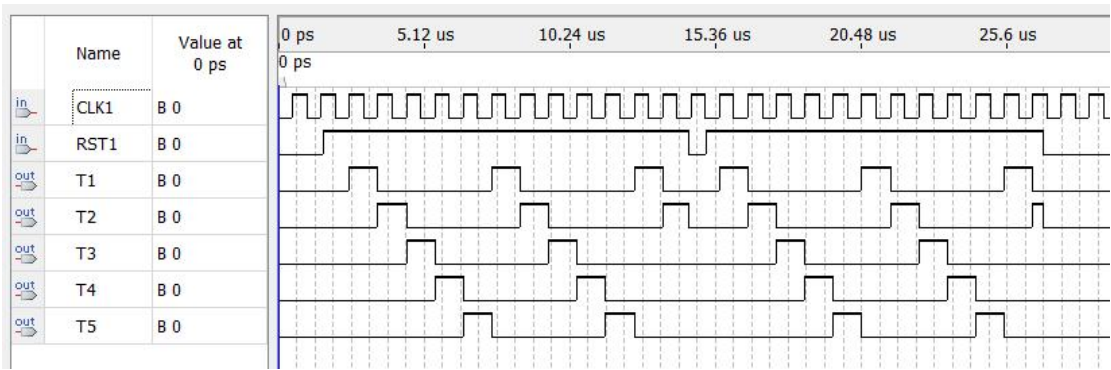 Name Value at 0 ps 0 ps 5.12 us 10.24 us 15.36 us 20.48 us 25.6 us
0 ps
in CLK1 B 0
in RST1 B 0
out T1 B 0
out T2 B 0
out T3 B 0
out T4 B 0
out T5 B 0